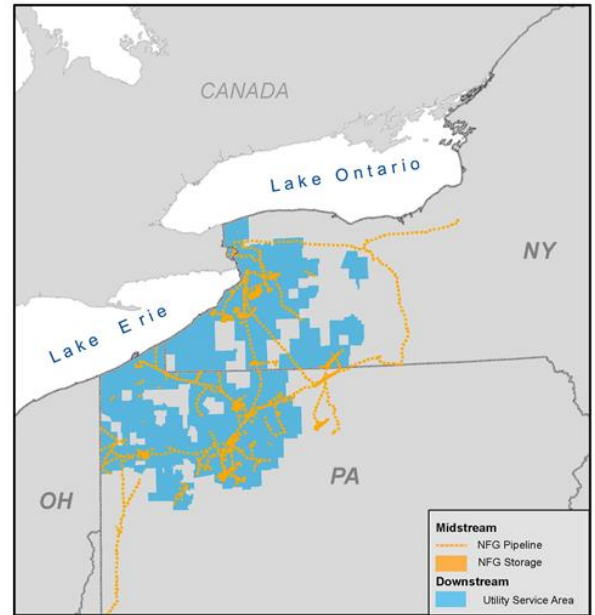 CANADA
Lake Ontario
NY
Lake Erie
PA
OH
Midstream
NFG Pipeline
NFG Storage
Downstream
Utility Service Area